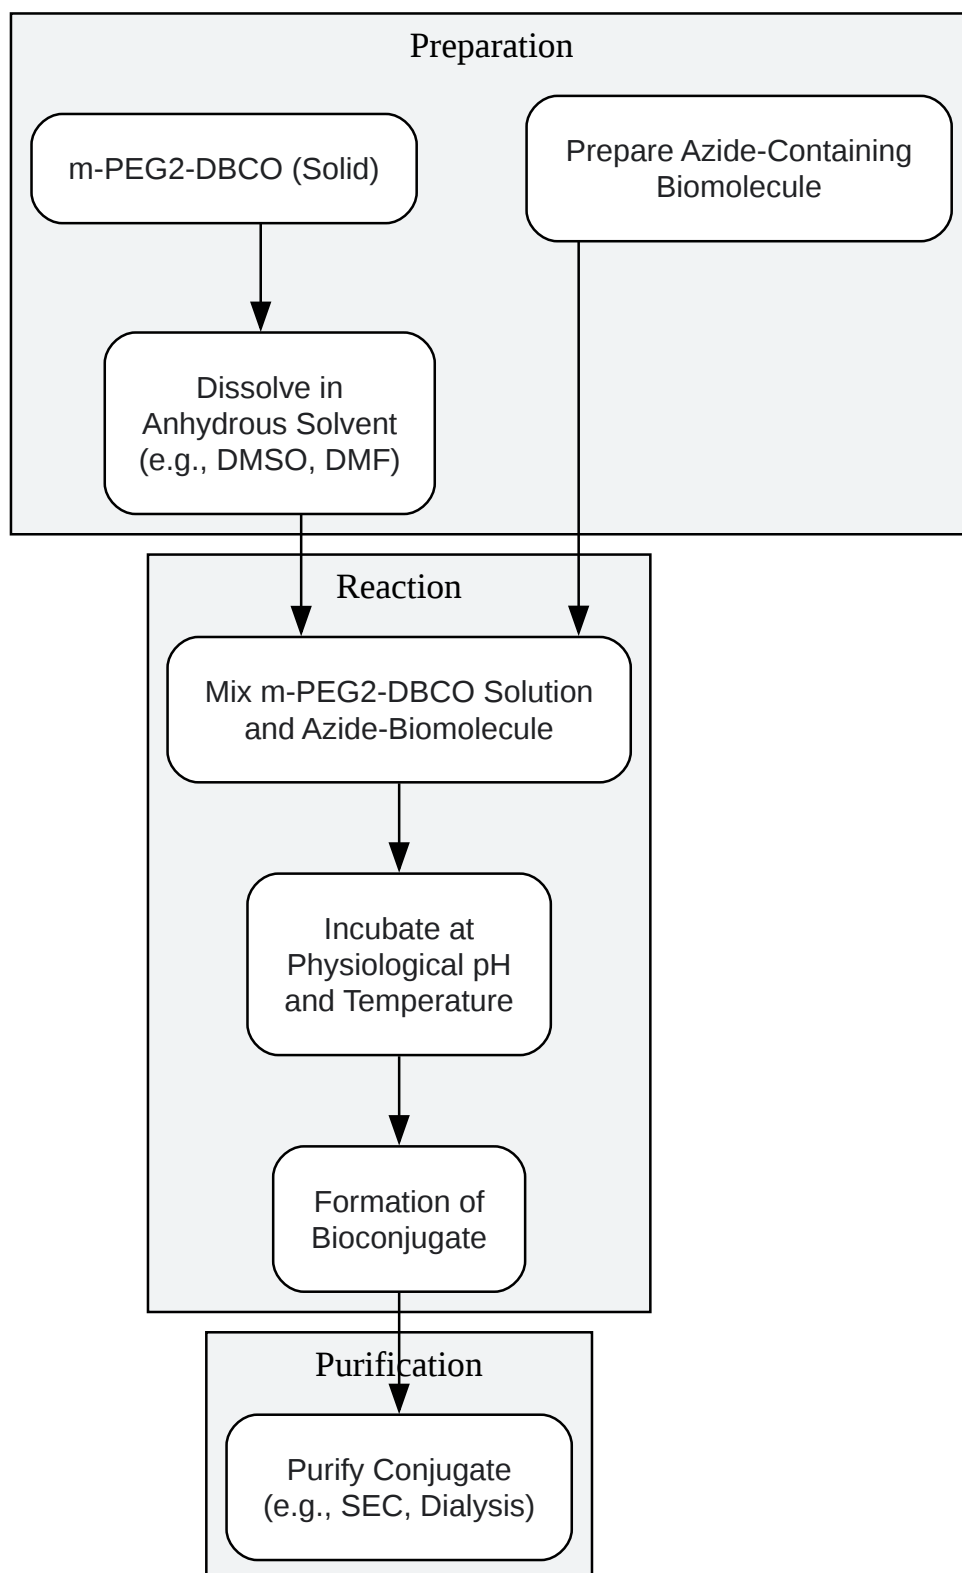 Preparation
m-PEG2-DBCO (Solid)
Prepare Azide-Containing
Biomolecule
Dissolve in
Anhydrous Solvent
(e.g., DMSO, DMF)
Reaction
Mix m-PEG2-DBCO Solution
and Azide-Biomolecule
Incubate at
Physiological pH
and Temperature
Formation of
Bioconjugate
Purification
Purify Conjugate
(e.g., SEC, Dialysis)